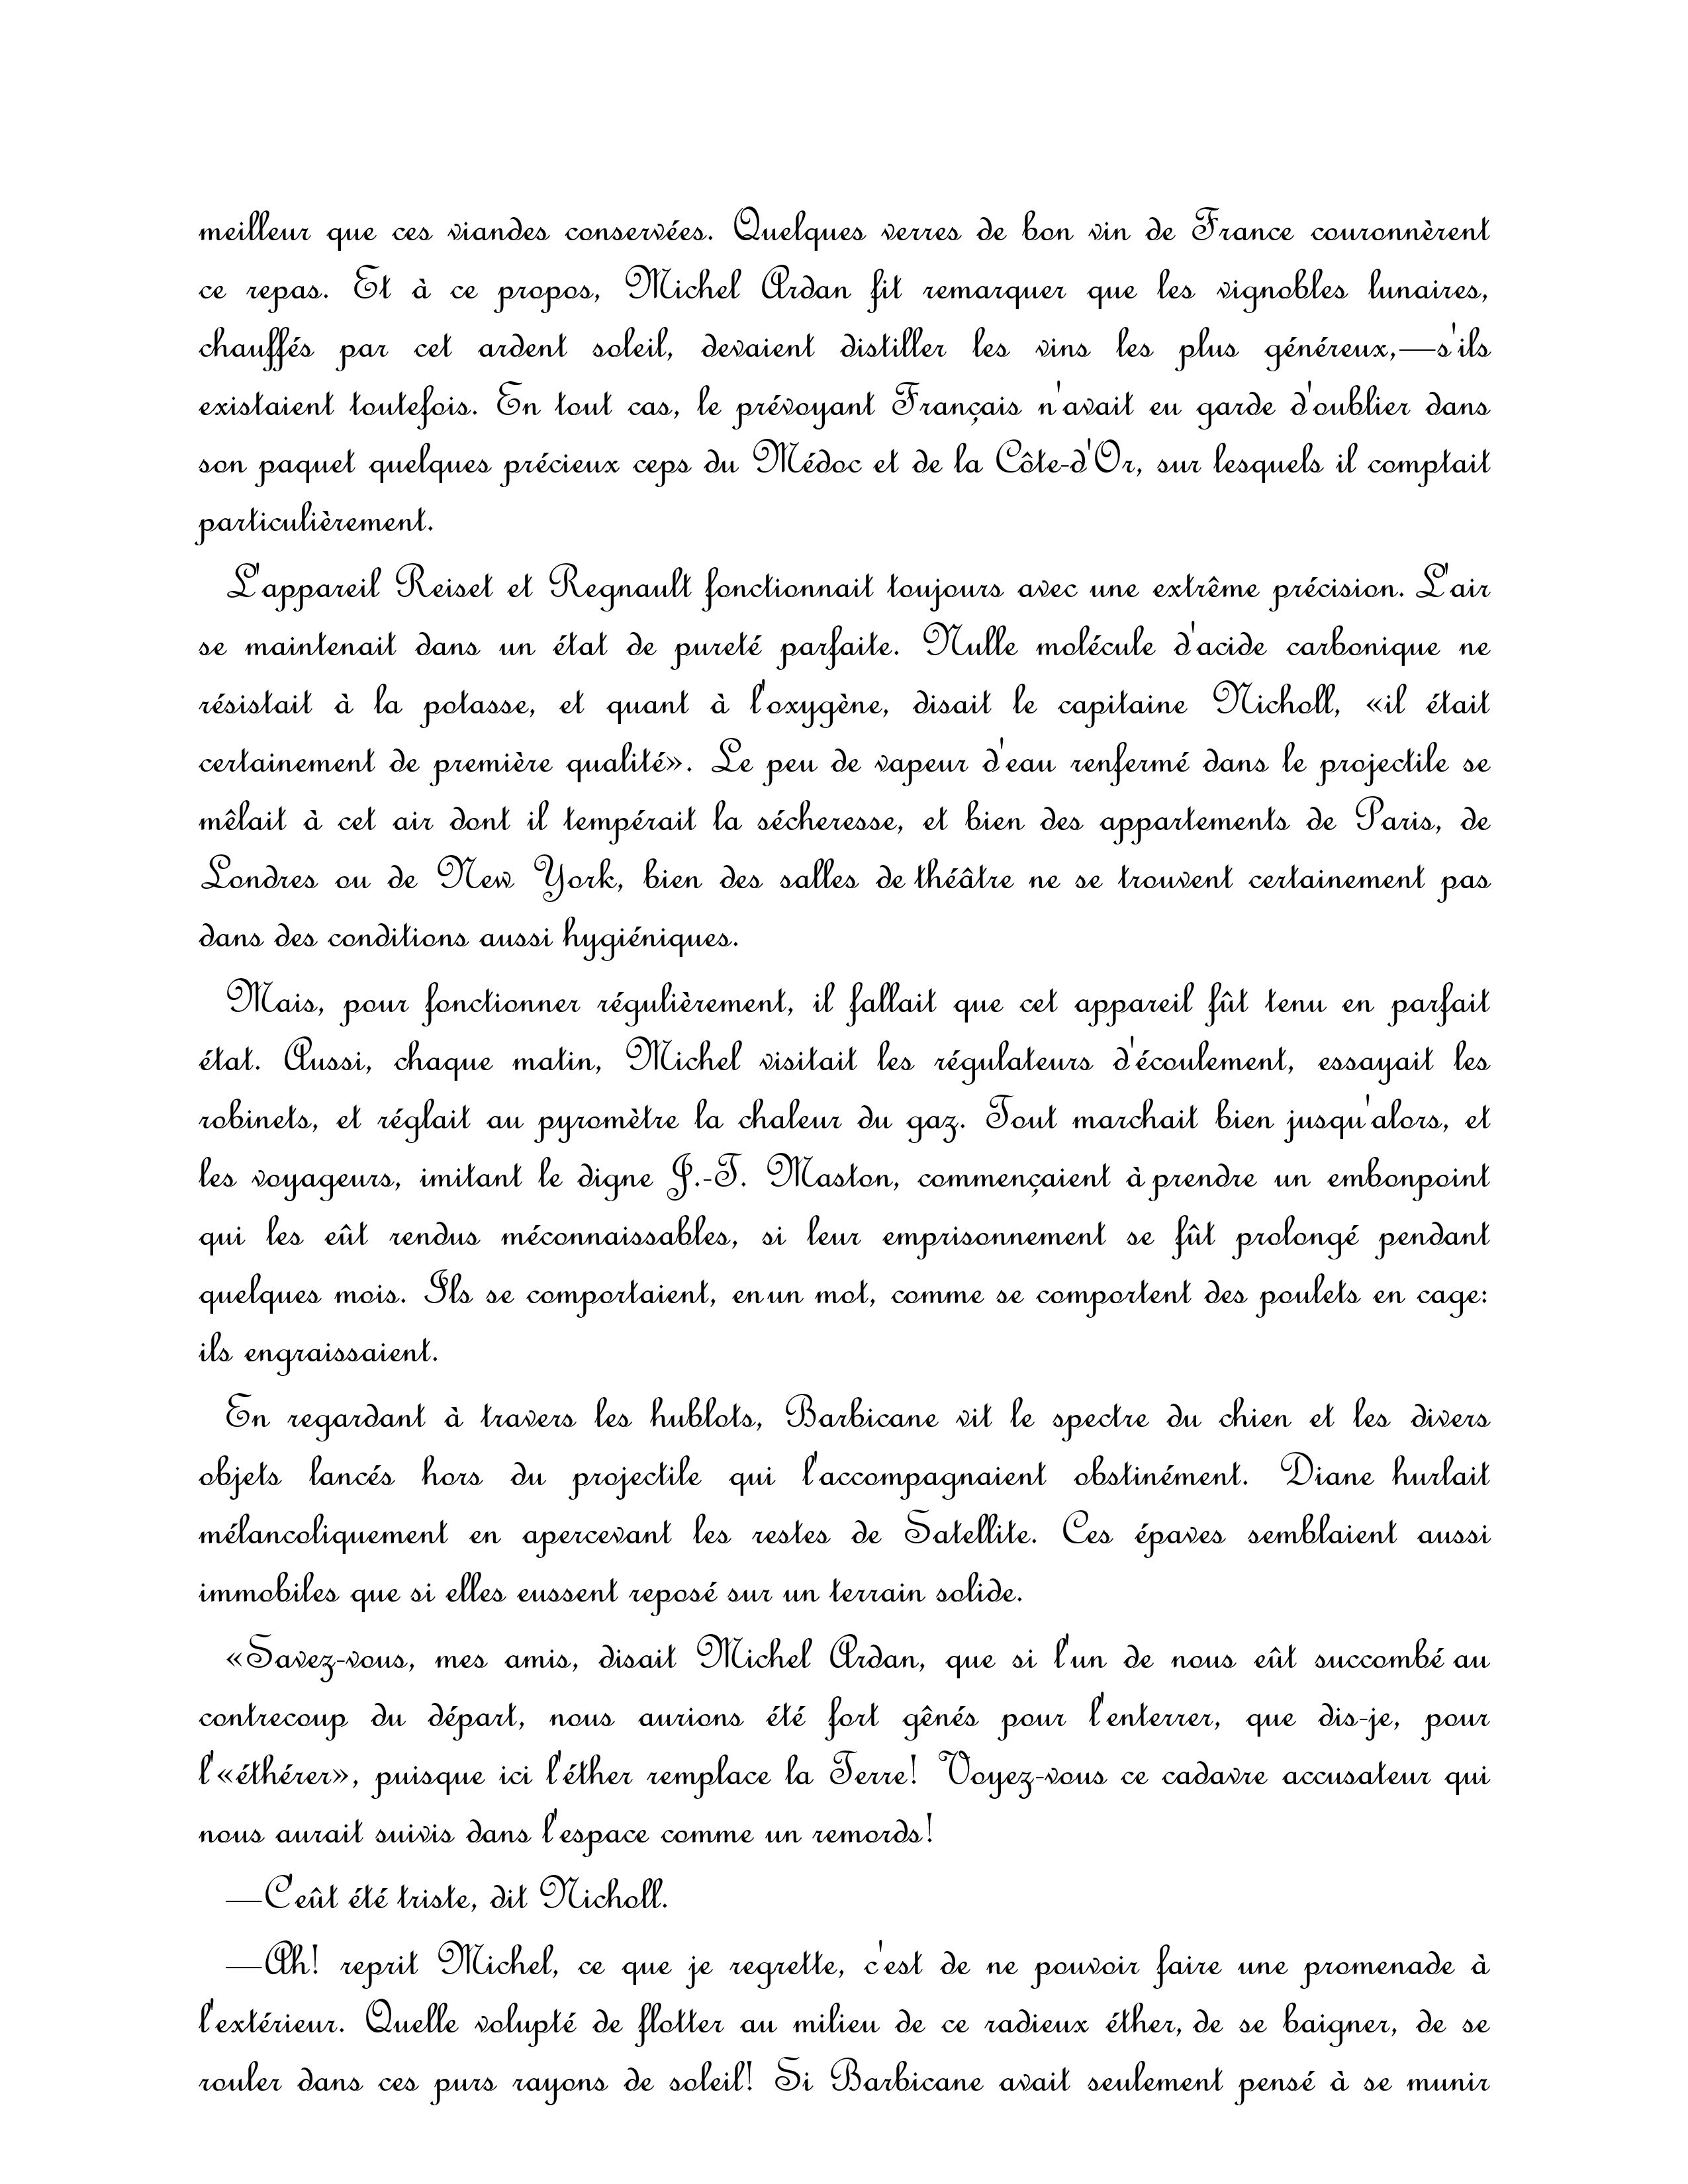 meilleur que ces viandes conservées. Quelques verres de bon vin de France couronnèrent
ce repas. Et à ce propos, Michel Ardan fit remarquer que les vignobles lunaires,
chauffés par cet ardent soleil, devaient distiller les vins les plus généreux,—s'ils
existaient toutefois. En tout cas, le prévoyant Français n'avait eu garde d'oublier dans
son paquet quelques précieux ceps du Médoc et de la Côte-d'Or, sur lesquels il comptait
particulièrement.
L'appareil Reiset et Regnault fonctionnait toujours avec une extrême précision. L'air
se maintenait dans un état de pureté parfaite. Nulle molécule d'acide carbonique ne
résistait à la potasse, et quant à l'oxygène, disait le capitaine Nicholl, «il était
certainement de première qualité». Le peu de vapeur d'eau renfermé dans le projectile se
mêlait à cet air dont il tempérait la sécheresse, et bien des appartements de Paris, de
Londres ou de New York, bien des salles de théâtre ne se trouvent certainement pas
dans des conditions aussi hygiéniques.
Mais, pour fonctionner régulièrement, il fallait que cet appareil fût tenu en parfait
état. Aussi, chaque matin, Michel visitait les régulateurs d'écoulement, essayait les
robinets, et réglait au pyromètre la chaleur du gaz. Tout marchait bien jusqu'alors, et
les voyageurs, imitant le digne J.-T. Maston, commençaient à prendre un embonpoint
qui les eût rendus méconnaissables, si leur emprisonnement se fût prolongé pendant
quelques mois. Ils se comportaient, en un mot, comme se comportent des poulets en cage:
ils engraissaient.
En regardant à travers les hublots, Barbicane vit le spectre du chien et les divers
objets lancés hors du projectile qui l'accompagnaient obstinément. Diane hurlait
mélancoliquement en apercevant les restes de Satellite. Ces épaves semblaient aussi
immobiles que si elles eussent reposé sur un terrain solide.
«Savez-vous, mes amis, disait Michel Ardan, que si l'un de nous eût succombé au
contrecoup du départ, nous aurions été fort gênés pour l'enterrer, que dis-je, pour
l'«éthérer», puisque ici l'éther remplace la Terre! Voyez-vous ce cadavre accusateur qui
nous aurait suivis dans l'espace comme un remords!
—C'eût été triste, dit Nicholl.
—Ah! reprit Michel, ce que je regrette, c'est de ne pouvoir faire une promenade à
l'extérieur. Quelle volupté de flotter au milieu de ce radieux éther, de se baigner, de se
rouler dans ces purs rayons de soleil! Si Barbicane avait seulement pensé à se munir